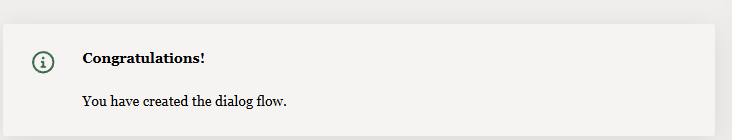 Congratulations!
You have created the dialog flow.